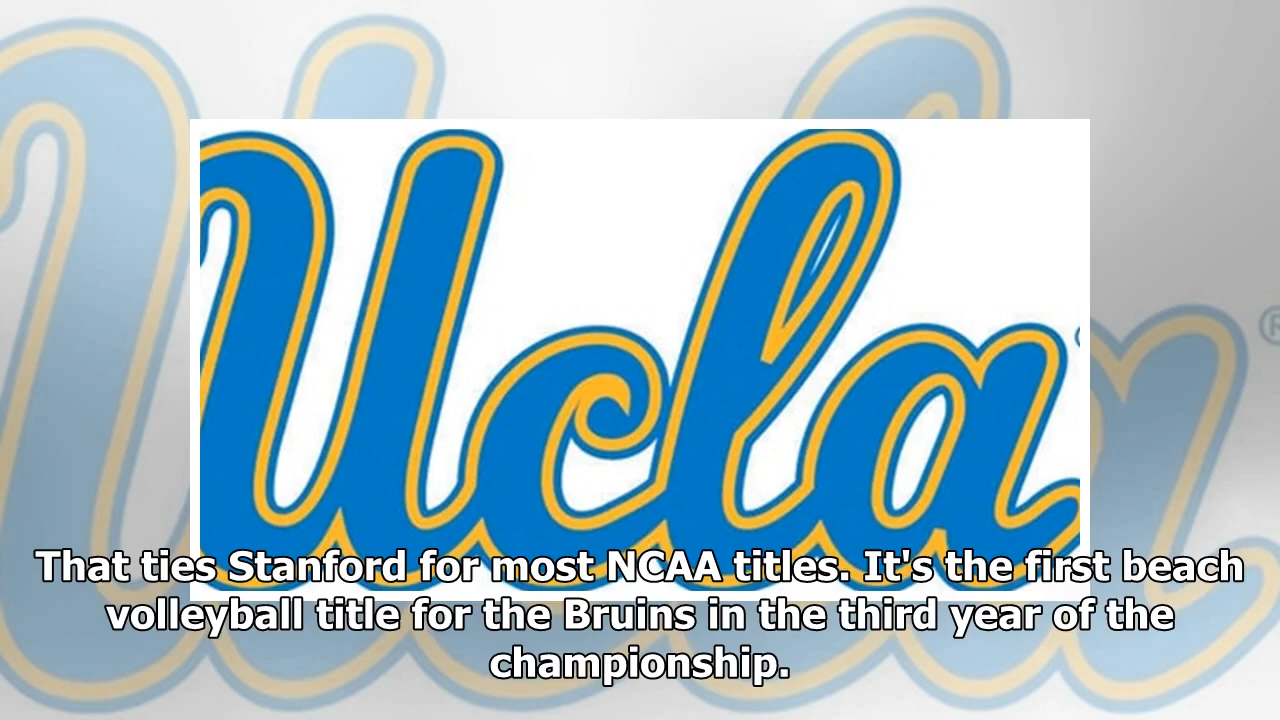 Ucla
That ties Stanford for most NCAA titles. It's the first beach
volleyball title for the Bruins in the third year of the
championship.